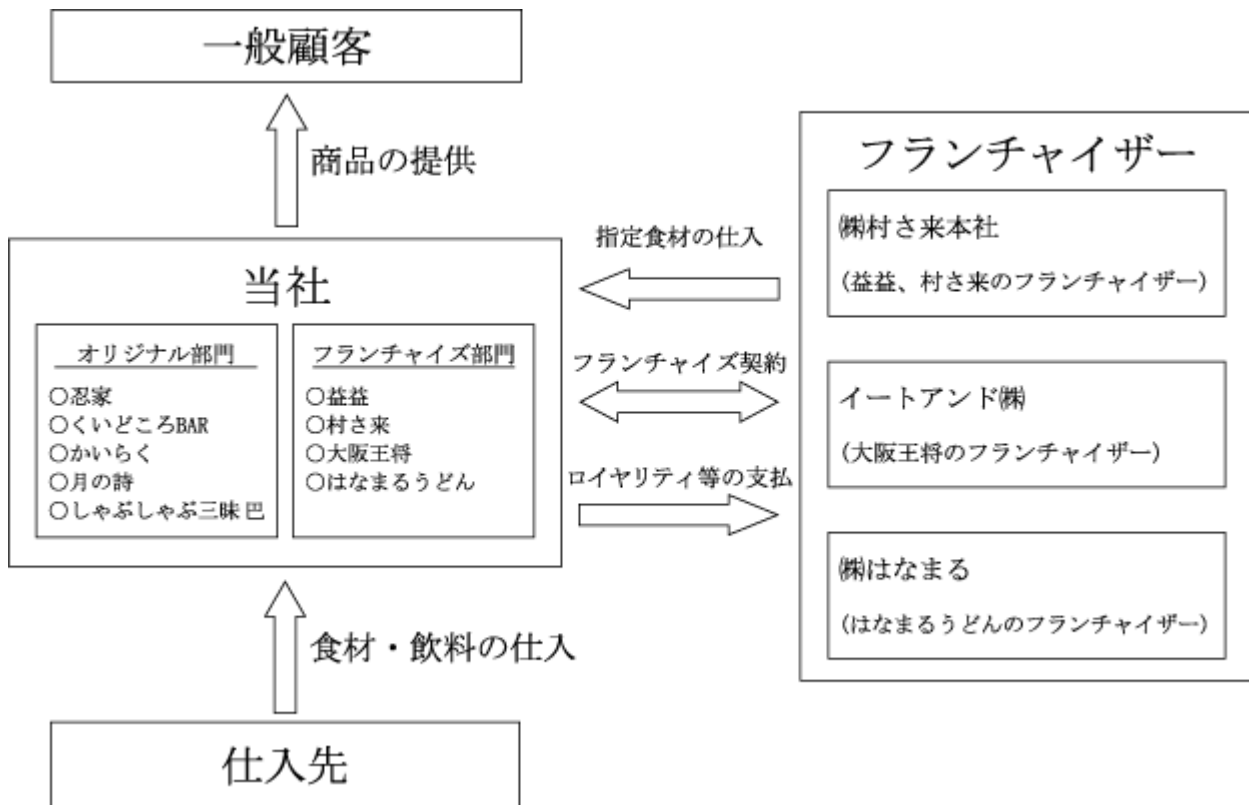 一般顧客
商品の提供
当社
オリジナル部門
○忍家
○くいどころBAR
○かいらく
○月の詩
○しゃぶしゃぶ三昧 巴
フランチャイズ部門
○益益
○村さ来
○大阪王将
○はなまるうどん
指定食材の仕入
フランチャイズ契約
ロイヤリティ等の支払
フランチャイザー
㈱村さ来本社
(益益、村さ来のフランチャイザー)
イートアンド㈱
(大阪王将のフランチャイザー)
㈱はなまる
(はなまるうどんのフランチャイザー)
食材・飲料の仕入
仕入先